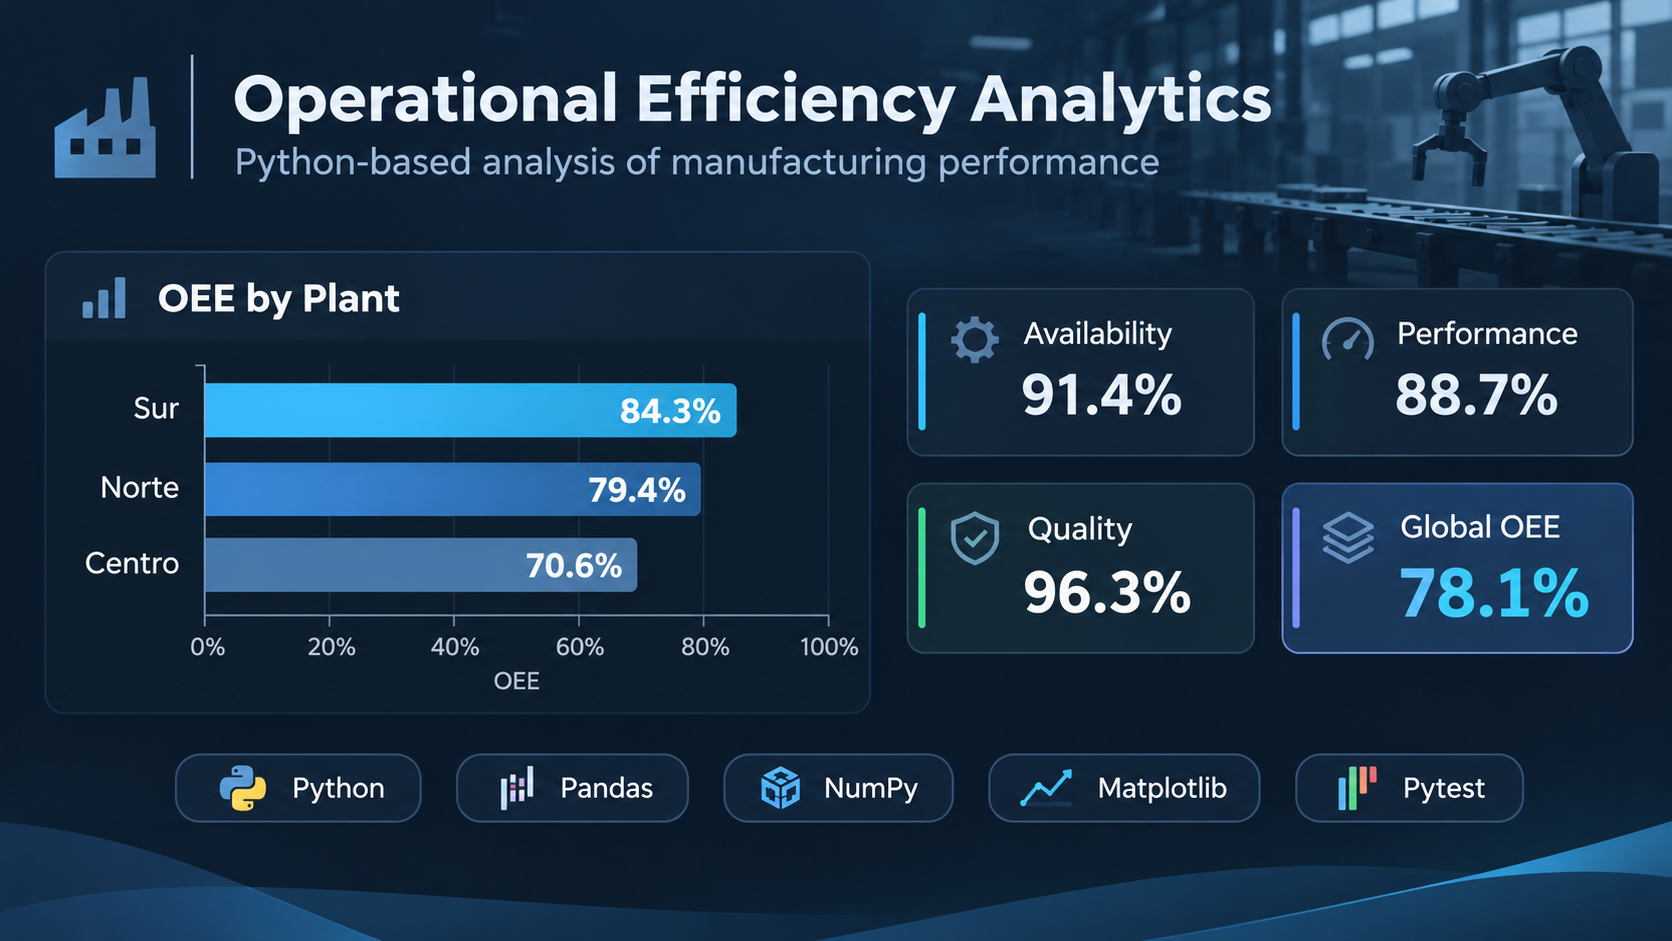 Operational Efficiency Analytics
Python-based analysis of manufacturing performance
OEE by Plant
Sur
84.3%
Norte
79.4%
Centro
70.6%
0% 20% 40% 60% 80% 100%
OEE
Availability
91.4%
Performance
88.7%
Quality
96.3%
Global OEE
78.1%
Python
Pandas
NumPy
Matplotlib
Pytest